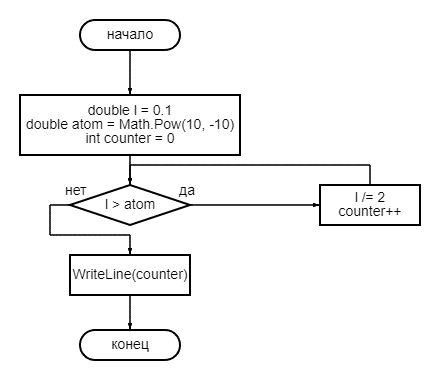 начало
double l = 0.1
double atom = Math.Pow(10, -10)
int counter = 0
нет
да
l > atom
l /= 2
counter++
WriteLine(counter)
конец